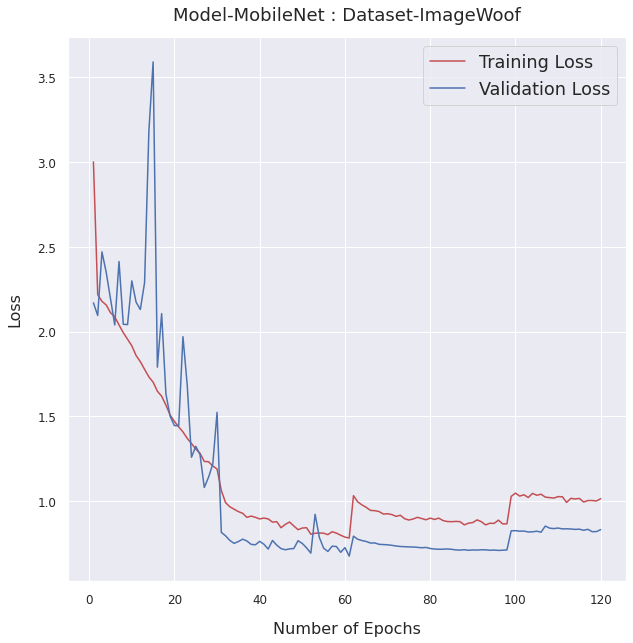 Model-MobileNet : Dataset-ImageWoof
Training Loss
Validation Loss
3.5
3.0
2.5
2.0
1.5
1.0
Loss
0 20 40 60 80 100 120
Number of Epochs